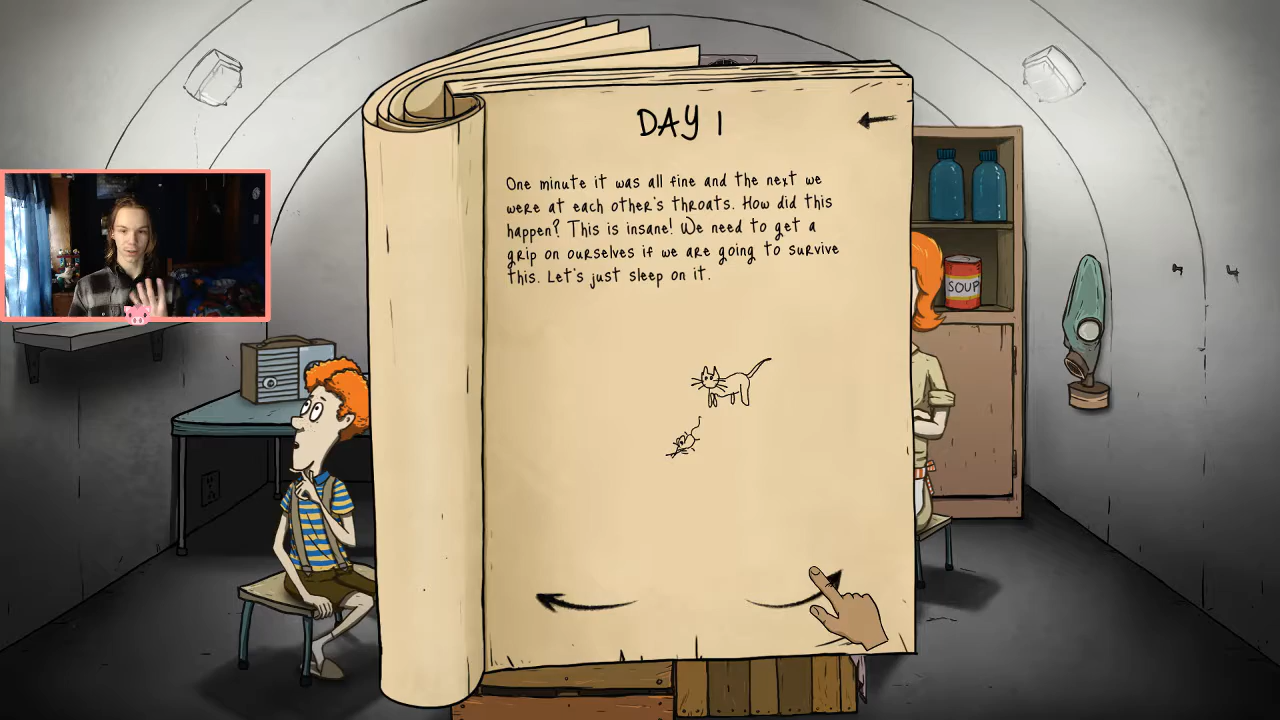 DAY 1
One minute it was all fine and the next we
were at each other's throats. How did this
happen? This is insane! We need to get a
grip on ourselves if we are going to survive
this. Let's just sleep on it.
SOUP